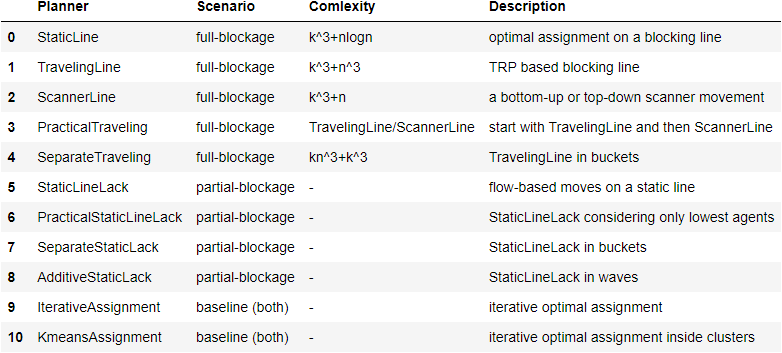 Planner Scenario Comlexity Description
0 StaticLine full-blockage k^3+nlogn optimal assignment on a blocking line
1 TravelingLine full-blockage k^3+n^3 TRP based blocking line
2 ScannerLine full-blockage k^3+n a bottom-up or top-down scanner movement
3 PracticalTraveling full-blockage TravelingLine/ScannerLine start with TravelingLine and then ScannerLine
4 SeparateTraveling full-blockage kn^3+k^3 TravelingLine in buckets
5 StaticLineLack partial-blockage - flow-based moves on a static line
6 PracticalStaticLineLack partial-blockage - StaticLineLack considering only lowest agents
7 SeparateStaticLack partial-blockage - StaticLineLack in buckets
8 AdditiveStaticLack partial-blockage - StaticLineLack in waves
9 IterativeAssignment baseline (both) - iterative optimal assignment
10 KmeansAssignment baseline (both) - iterative optimal assignment inside clusters